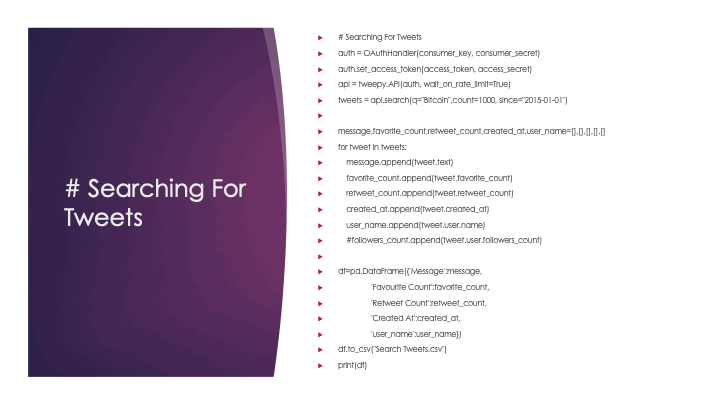 # Searching For
Tweets
# Searching For Tweets
auth = OAuthHandler(consumer_key, consumer_secret)
auth.set_access_token(access_token, access_secret)
api = tweepy.API(auth, wait_on_rate_limit=True)
tweets = api.search(q="Bitcoin",count=1000, since="2015-01-01")
message,favorite_count,retweet_count,created_at,user_name=[],[],[],[],[]
for tweet in tweets:
    message.append(tweet.text)
    favorite_count.append(tweet.favorite_count)
    retweet_count.append(tweet.retweet_count)
    created_at.append(tweet.created_at)
    user_name.append(tweet.user.name)
    #followers_count.append(tweet.user.followers_count)
df=pd.DataFrame({'Message':message,
            'Favourite Count':favorite_count,
            'Retweet Count':retweet_count,
            'Created At':created_at,
            'user_name':user_name})
df.to_csv("Search Tweets.csv")
print(df)